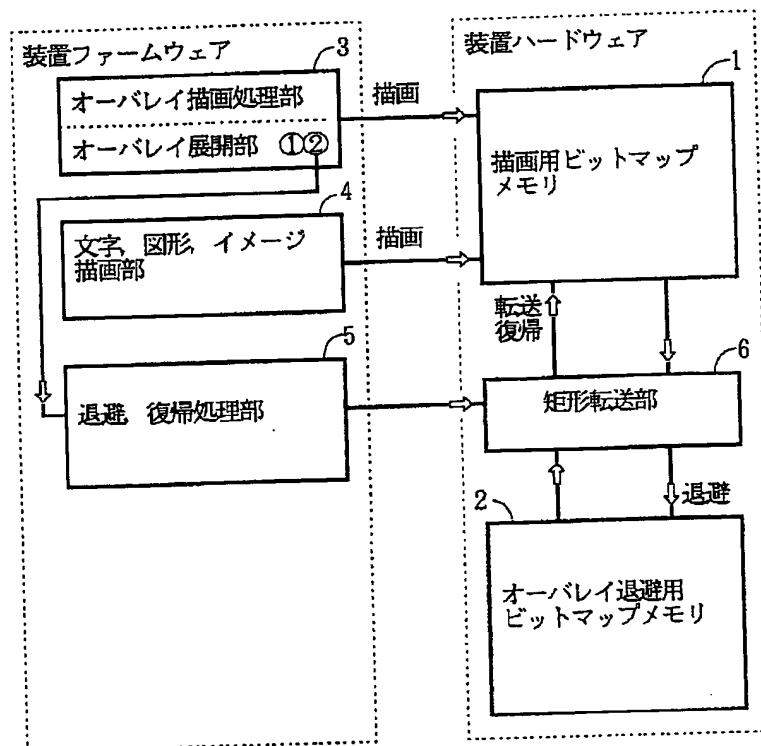 装置ファームウェア
3
オーバレイ描画処理部
オーバレイ展開部 ①②
描画
4
文字, 図形, イメージ
描画部
描画
5
退避, 復帰処理部
装置ハードウェア
1
描画用ビットマップ
メモリ
転送
復帰
6
矩形転送部
退避
2
オーバレイ退避用
ビットマップメモリ